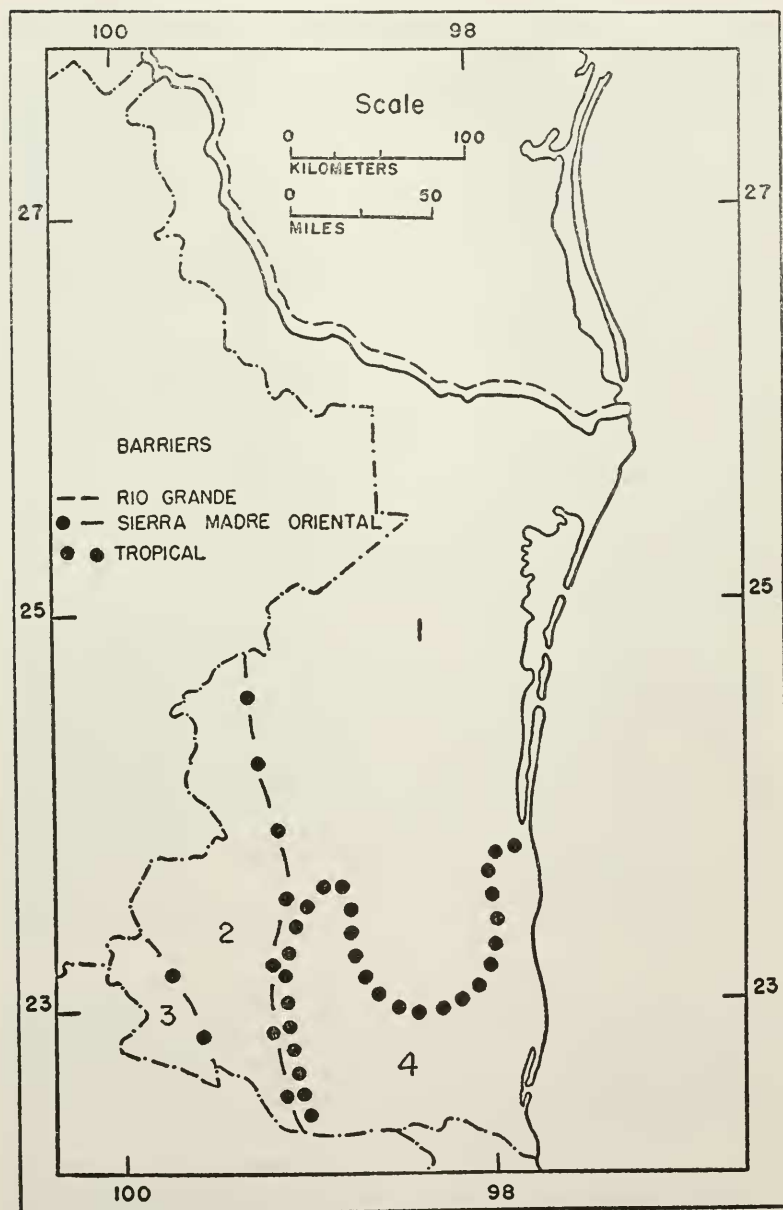 100 98
Scale
0 100
KILOMETERS
0 50
MILES
27 27
BARRIERS
RIO GRANDE
SIERRA MADRE ORIENTAL
TROPICAL
25 25
1
2
3
4
23 23
100 98